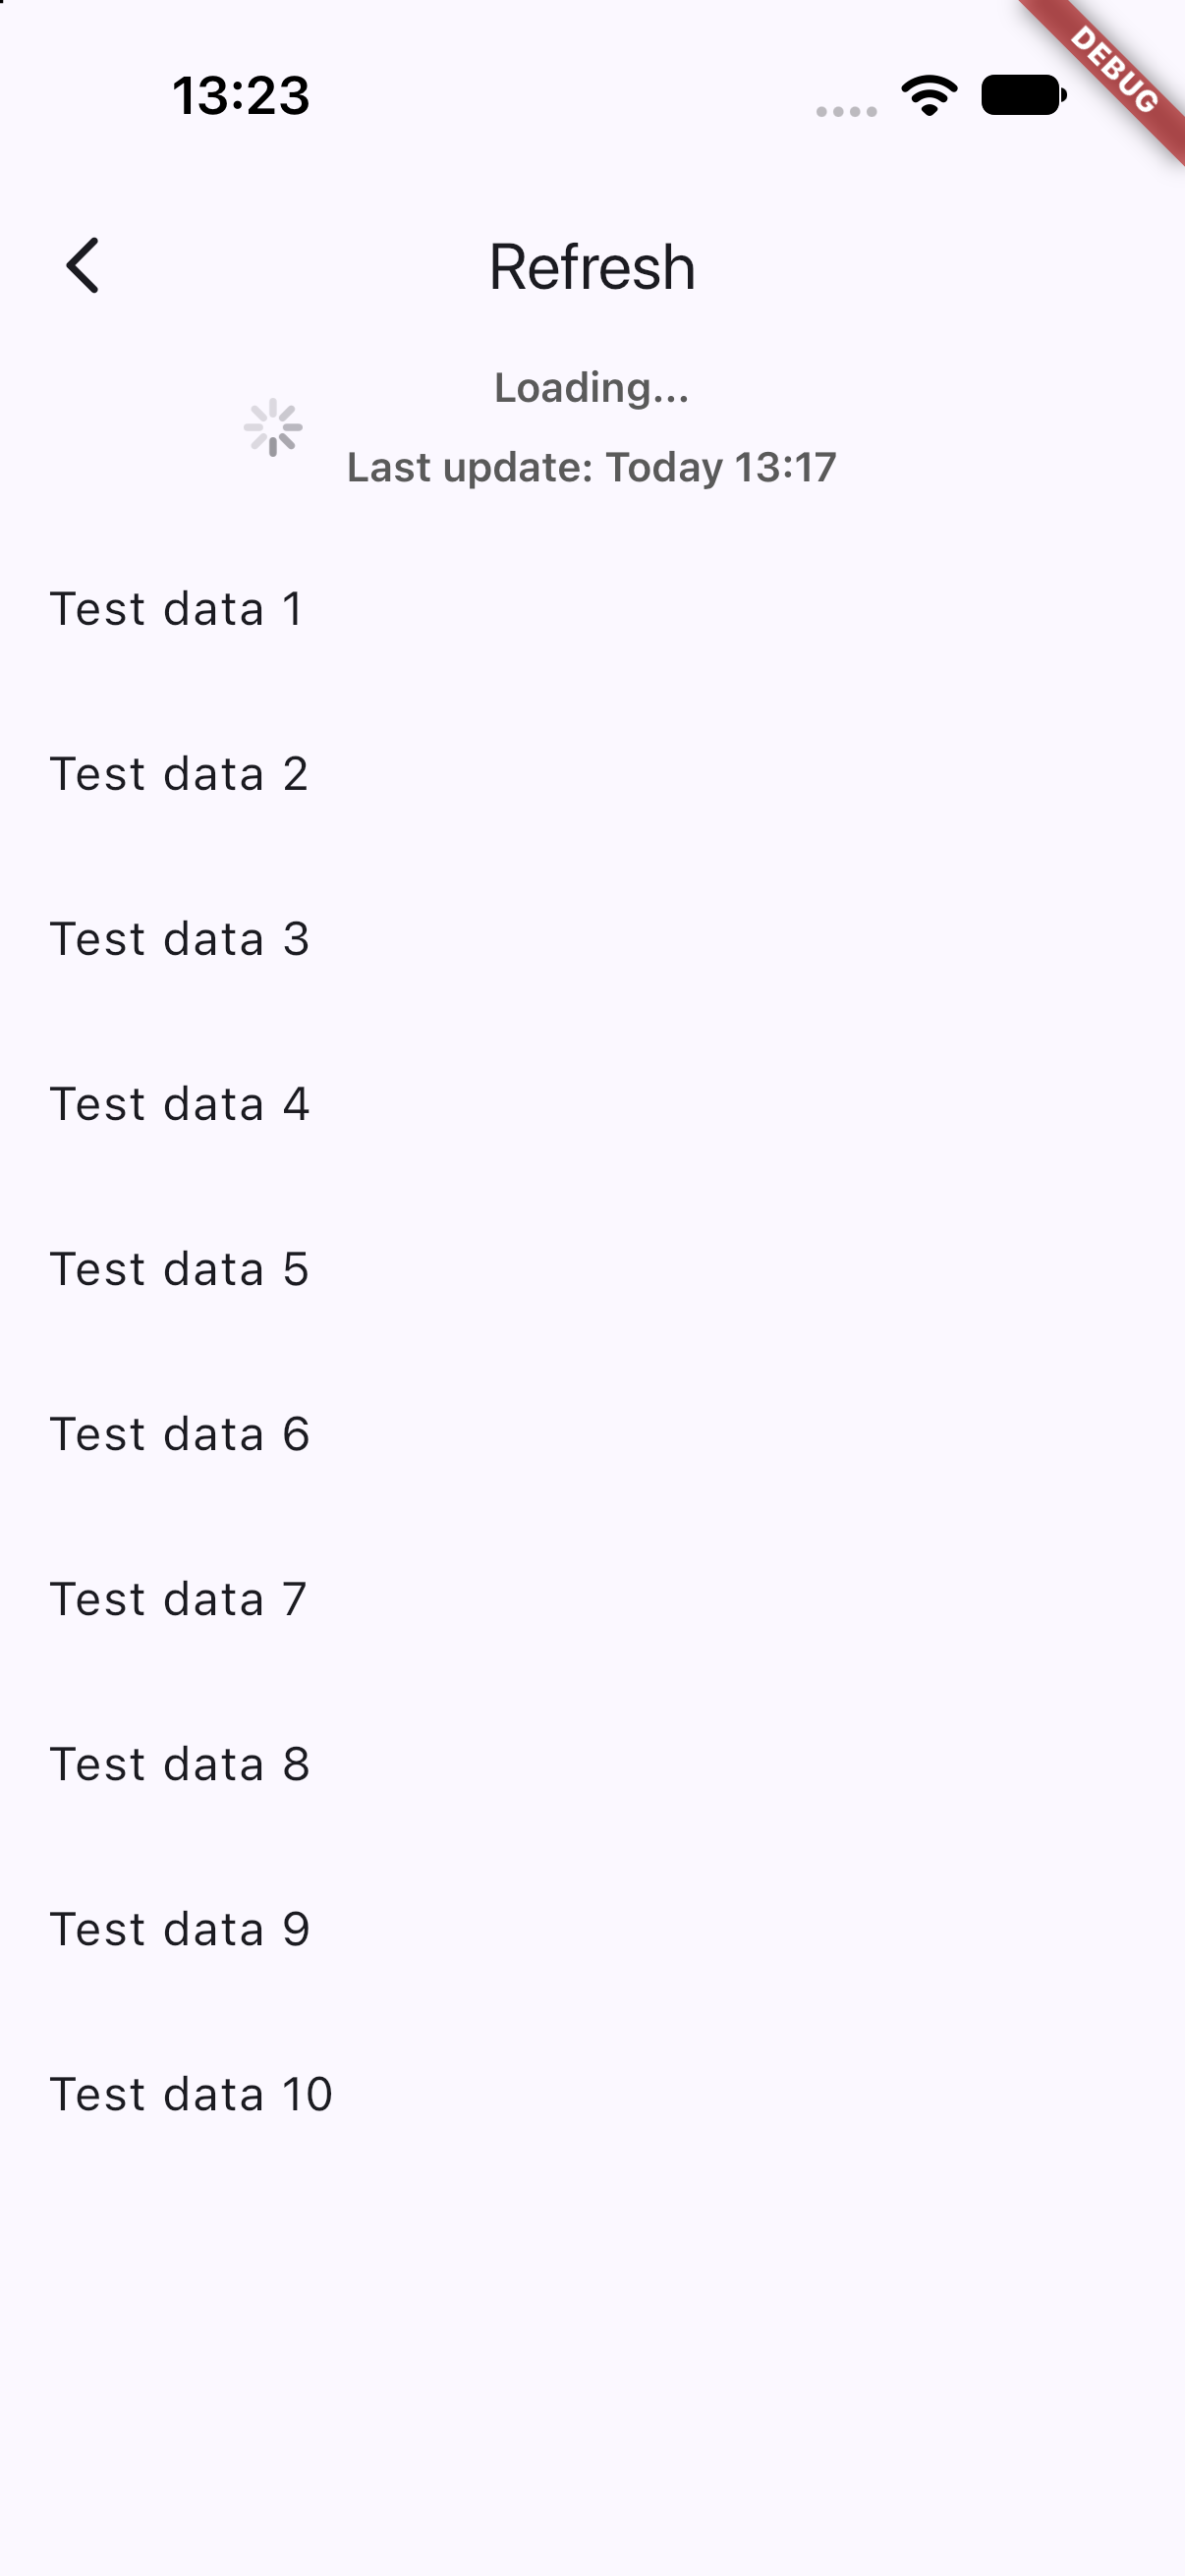 13:23
DEBUG
Refresh
Loading...
Last update: Today 13:17
Test data 1
Test data 2
Test data 3
Test data 4
Test data 5
Test data 6
Test data 7
Test data 8
Test data 9
Test data 10